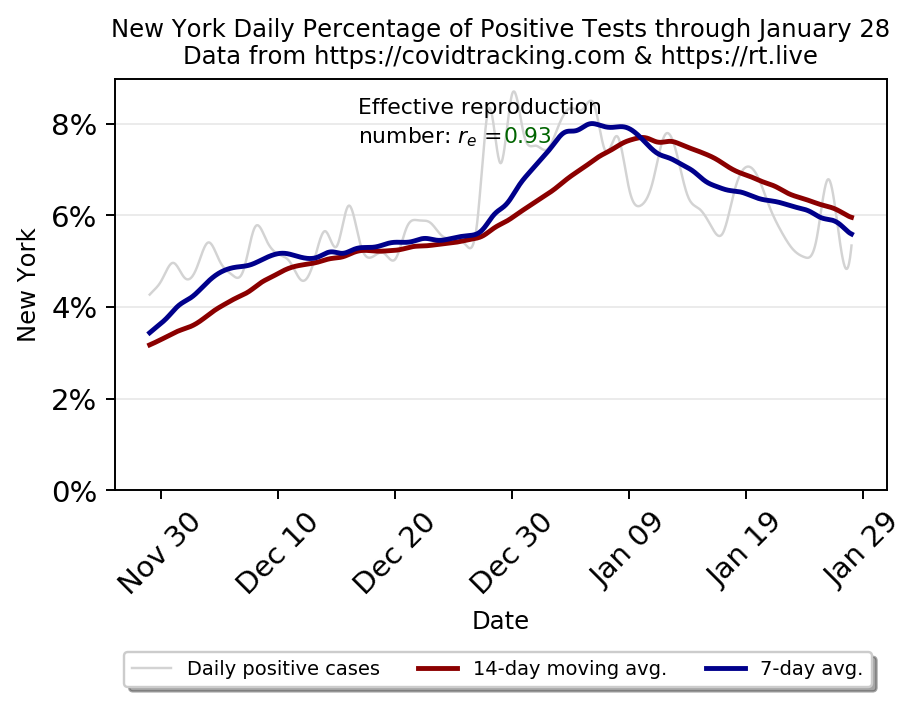 New York Daily Percentage of Positive Tests through January 28
Data from https://covidtracking.com & https://rt.live
Effective reproduction
number: rₑ =0.93
8%
6%
4%
2%
0%
New York
Nov 30
Dec 10
Dec 20
Dec 30
Jan 09
Jan 19
Jan 29
Date
Daily positive cases
14-day moving avg.
7-day avg.